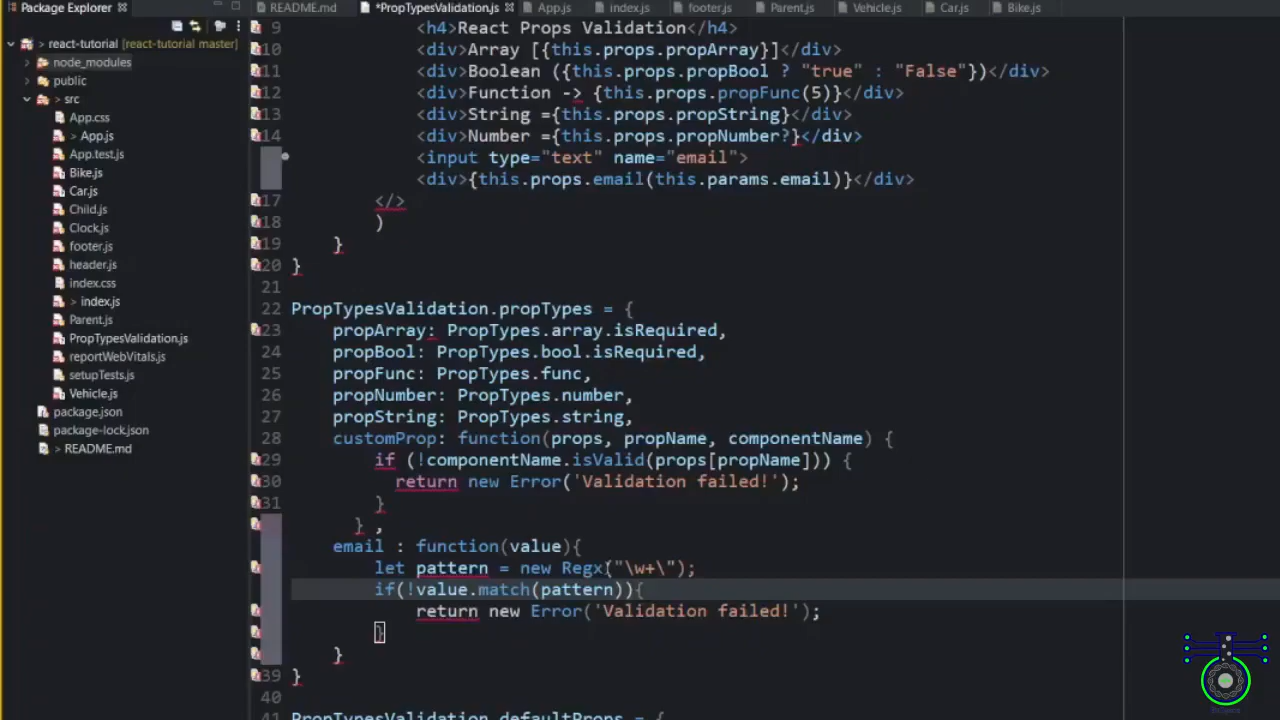 Package Explorer
README.md
*PropTypesValidation.js
App.js
index.js
footer.js
Parent.js
Vehicle.js
Car.js
Bike.js
> react-tutorial [react-tutorial master]
node_modules
public
> src
App.css
> App.js
App.test.js
Bike.js
Car.js
Child.js
Clock.js
footer.js
header.js
index.css
> index.js
Parent.js
PropTypesValidation.js
reportWebVitals.js
setupTests.js
Vehicle.js
package.json
package-lock.json
> README.md
9 <h4>React Props Validation</h4>
10 <div>Array [{this.props.propArray}]</div>
11 <div>Boolean ({this.props.propBool ? "true" : "False"})</div>
12 <div>Function -> {this.props.propFunc(5)}</div>
13 <div>String ={this.props.propString}</div>
14 <div>Number ={this.props.propNumber?}</div>
<input type="text" name="email">
<div>{this.props.email(this.params.email)}</div>
17 </>
18 )
19 }
20 }
21
22 PropTypesValidation.propTypes = {
23 propArray: PropTypes.array.isRequired,
24 propBool: PropTypes.bool.isRequired,
25 propFunc: PropTypes.func,
26 propNumber: PropTypes.number,
27 propString: PropTypes.string,
28 customProp: function(props, propName, componentName) {
29 if (!componentName.isValid(props[propName])) {
30 return new Error('Validation failed!');
31 }
} ,
email : function(value){
let pattern = new Regx("\w+\");
if(!value.match(pattern)){
return new Error('Validation failed!');
}
}
39 }
40
41 PropTypesValidation.defaultProps = {